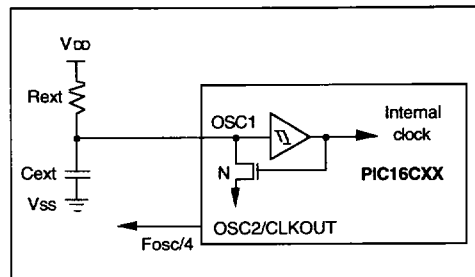 VDD
Rext
OSC1
Internal
clock
Cext
N
PIC16CXX
VSS
OSC2/CLKOUT
Fosc/4